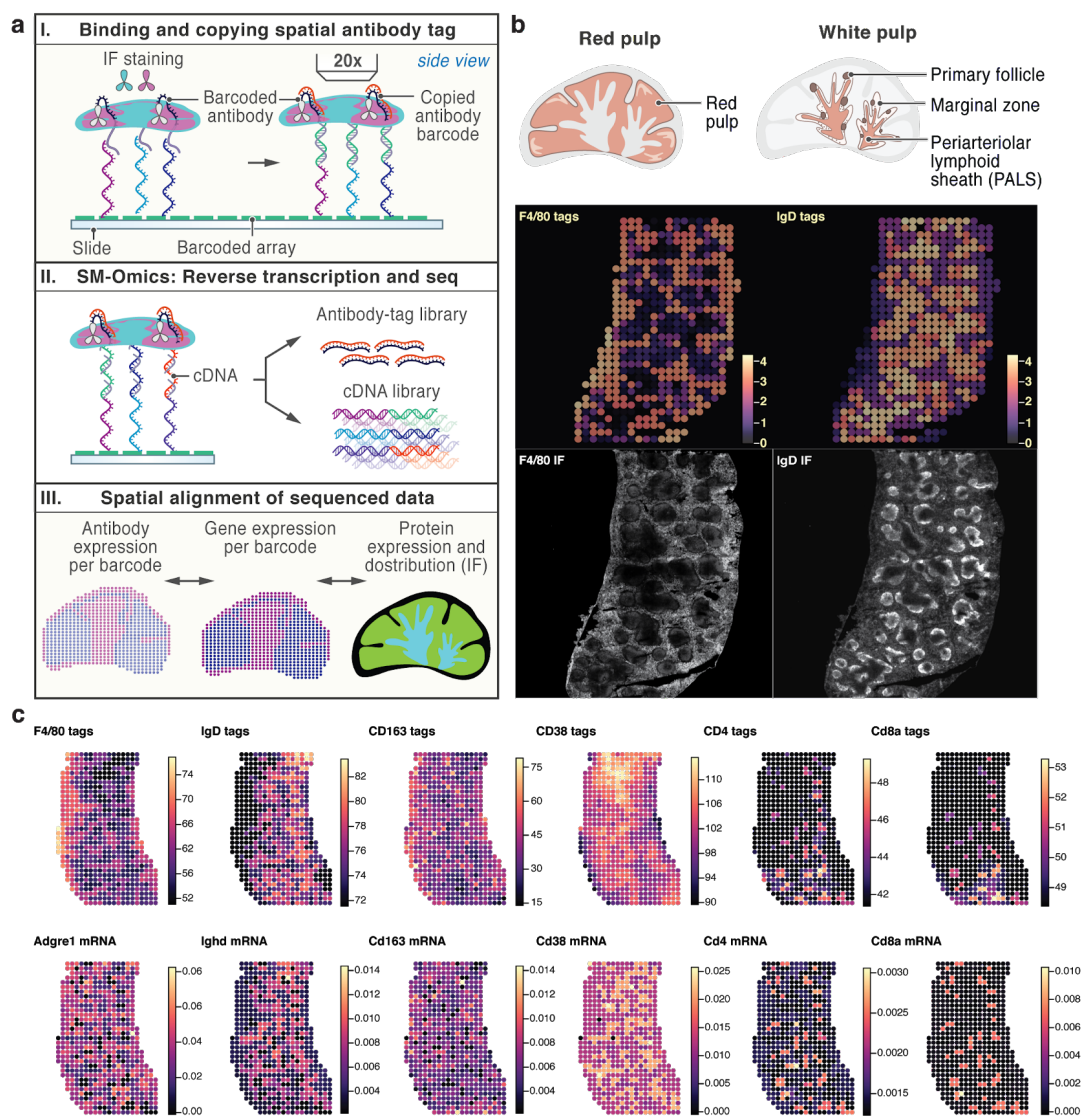 a
I. Binding and copying spatial antibody tag
IF staining
20x
side view
Barcoded
antibody
Copied
antibody
barcode
Slide
Barcoded array
II. SM-Omics: Reverse transcription and seq
cDNA
Antibody-tag library
cDNA library
III. Spatial alignment of sequenced data
Antibody
expression
per barcode
Gene expression
per barcode
Protein
expression and
dostribution (IF)
b
Red pulp
White pulp
Red
pulp
Primary follicle
Marginal zone
Periarteriolar
lymphoid
sheath (PALS)
F4/80 tags
4
3
2
1
0
IgD tags
4
3
2
1
0
F4/80 IF
IgD IF
c
F4/80 tags
74
70
66
62
56
52
IgD tags
82
80
78
76
74
72
CD163 tags
75
60
45
30
15
CD38 tags
110
106
102
98
94
90
CD4 tags
48
46
44
42
Cd8a tags
53
52
51
50
49
Adgre1 mRNA
0.06
0.04
0.02
0.00
Ighd mRNA
0.014
0.012
0.010
0.008
0.006
0.004
Cd163 mRNA
0.014
0.012
0.010
0.008
0.006
0.004
Cd38 mRNA
0.025
0.020
0.015
0.010
0.005
0.000
Cd4 mRNA
0.0030
0.0025
0.0020
0.0015
Cd8a mRNA
0.010
0.008
0.006
0.004
0.002
0.000